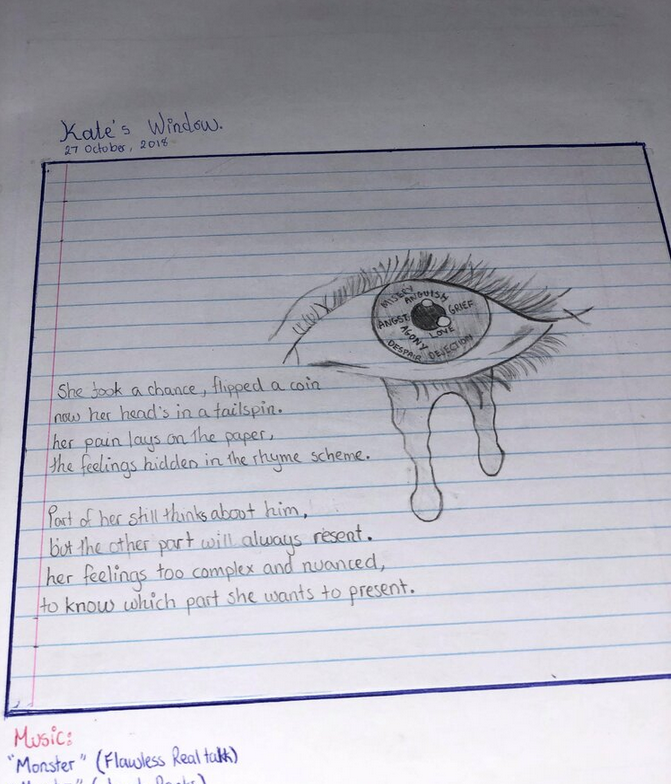 Kate's Window.
27 October, 2018
MISERY
ANGUISH
GRIEF
ANGST
LOVE
AGONY
DESPAIR
DEJECTION
She took a chance, flipped a coin
now her head's in a tailspin.
her pain lays on the paper,
the feelings hidden in the rhyme scheme.
Part of her still thinks about him,
but the other part will always resent.
her feelings too complex and nuanced,
to know which part she wants to present.
Music:
"Monster" (Flawless Real talk)